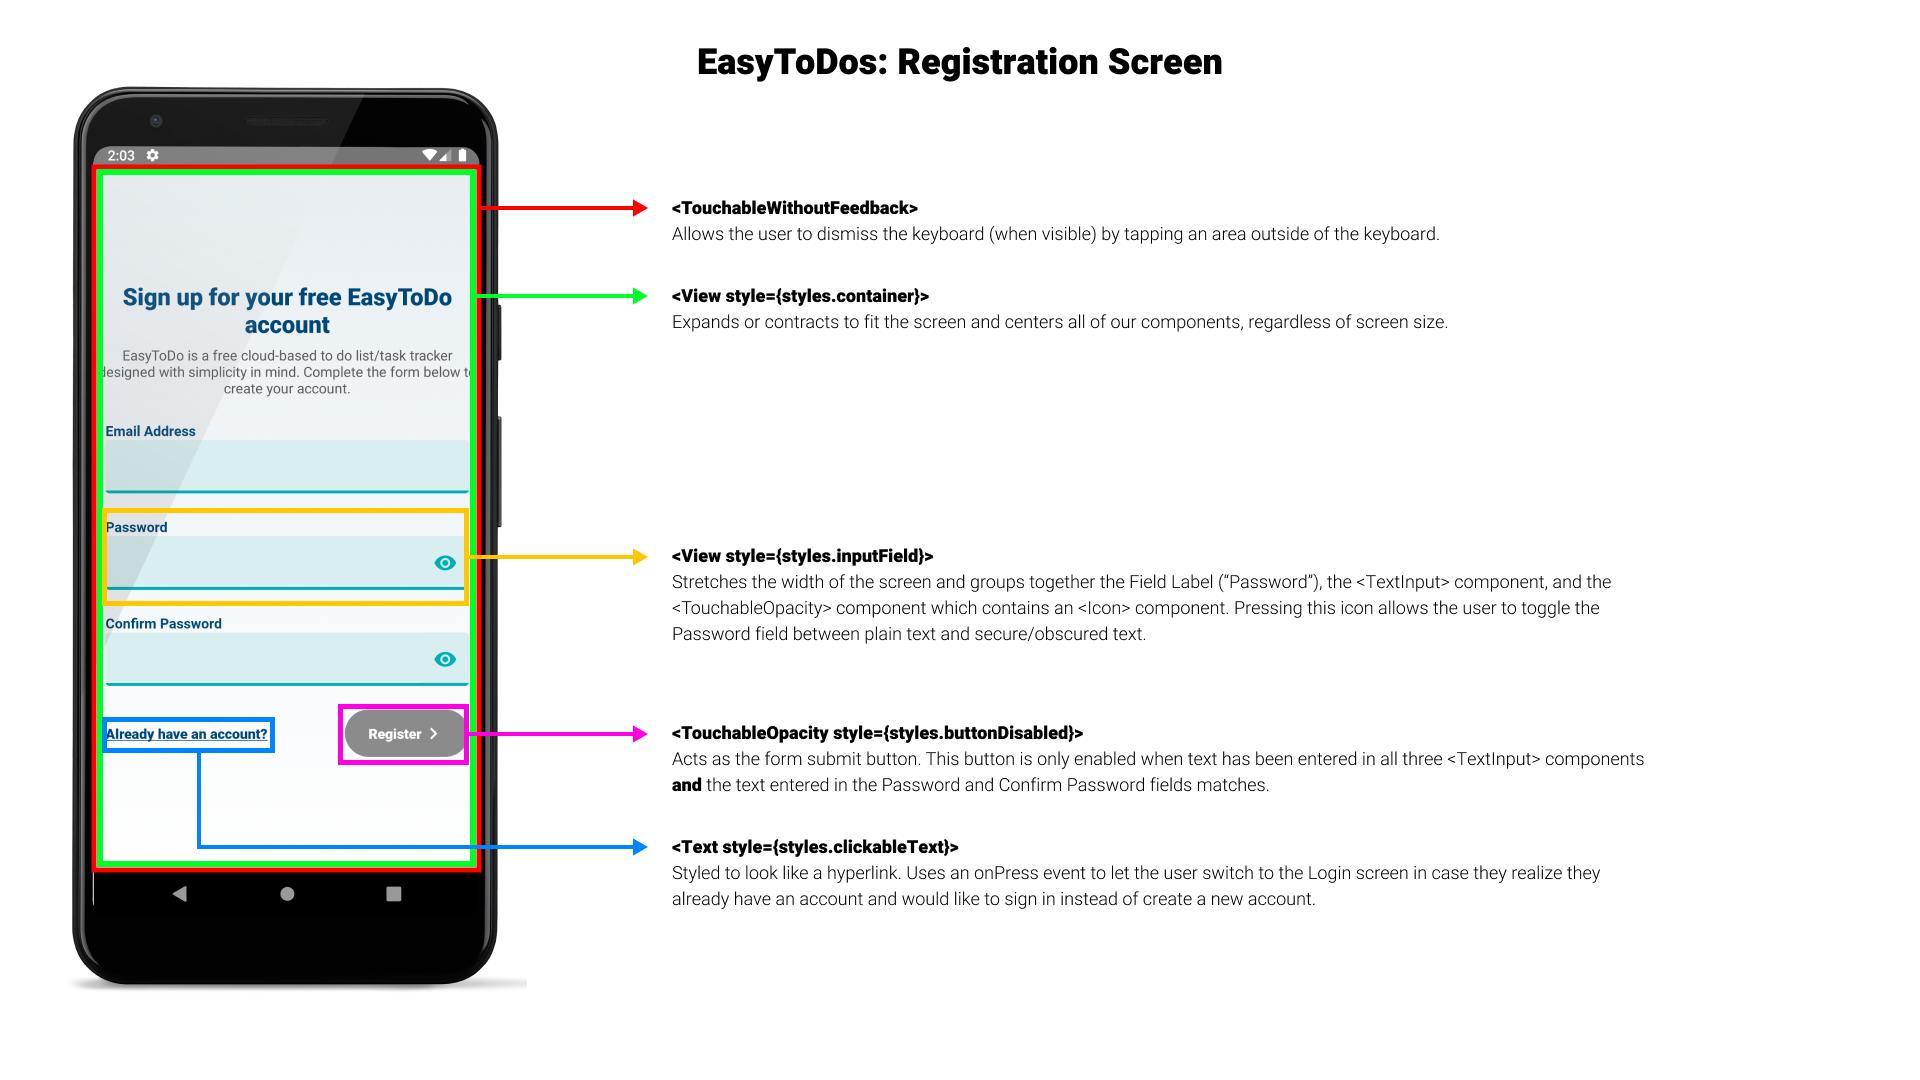 EasyToDos: Registration Screen
2:03
Sign up for your free EasyToDo
account
EasyToDo is a free cloud-based to do list/task tracker
designed with simplicity in mind. Complete the form below to
create your account.
Email Address
Password
Confirm Password
Already have an account?
Register
<TouchableWithoutFeedback>
Allows the user to dismiss the keyboard (when visible) by tapping an area outside of the keyboard.
<View style={styles.container}>
Expands or contracts to fit the screen and centers all of our components, regardless of screen size.
<View style={styles.inputField}>
Stretches the width of the screen and groups together the Field Label (“Password”), the <TextInput> component, and the
<TouchableOpacity> component which contains an <Icon> component. Pressing this icon allows the user to toggle the
Password field between plain text and secure/obscured text.
<TouchableOpacity style={styles.buttonDisabled}>
Acts as the form submit button. This button is only enabled when text has been entered in all three <TextInput> components
and the text entered in the Password and Confirm Password fields matches.
<Text style={styles.clickableText}>
Styled to look like a hyperlink. Uses an onPress event to let the user switch to the Login screen in case they realize they
already have an account and would like to sign in instead of create a new account.